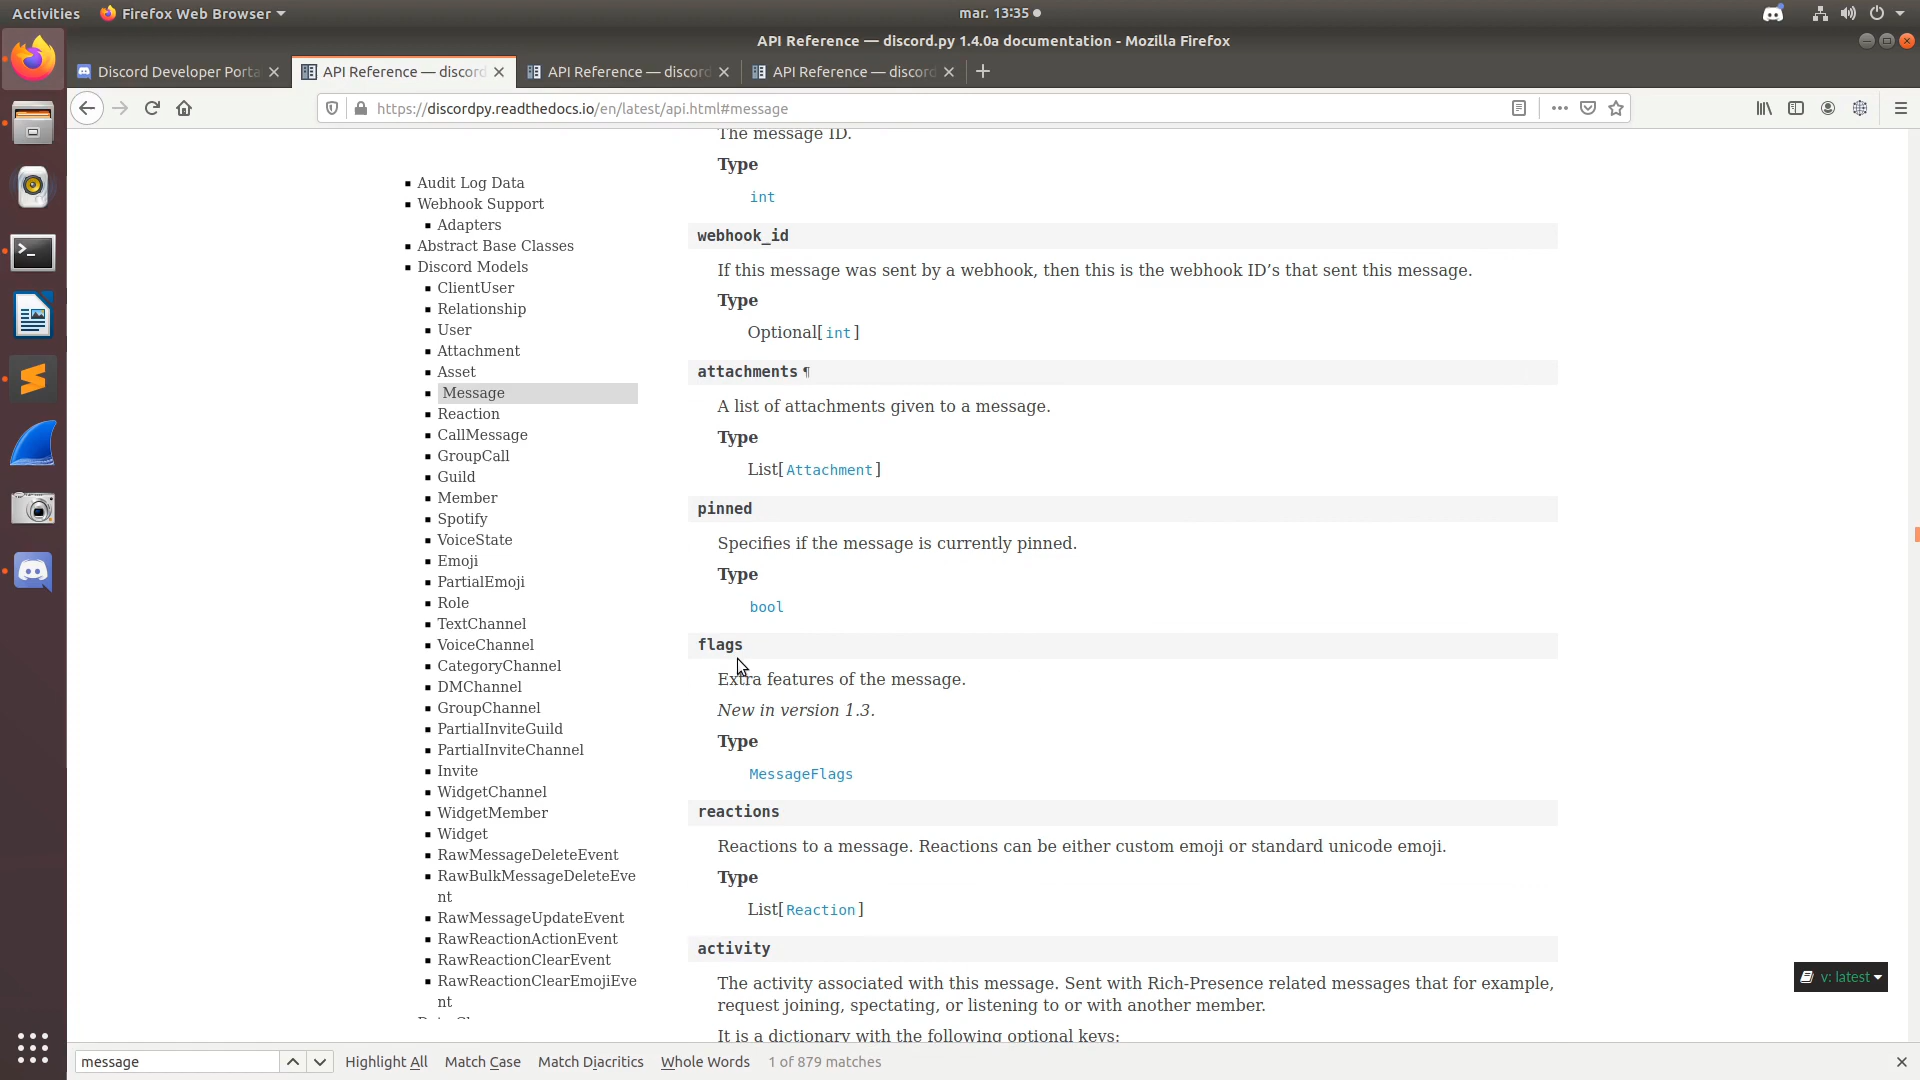 Activities
Firefox Web Browser
mar. 13:35
API Reference — discord.py 1.4.0a documentation - Mozilla Firefox
Discord Developer Porta
API Reference — discord
API Reference — discord
API Reference — discord
https://discordpy.readthedocs.io/en/latest/api.html#message
Audit Log Data
Webhook Support
Adapters
Abstract Base Classes
Discord Models
ClientUser
Relationship
User
Attachment
Asset
Message
Reaction
CallMessage
GroupCall
Guild
Member
Spotify
VoiceState
Emoji
PartialEmoji
Role
TextChannel
VoiceChannel
CategoryChannel
DMChannel
GroupChannel
PartialInviteGuild
PartialInviteChannel
Invite
WidgetChannel
WidgetMember
Widget
RawMessageDeleteEvent
RawBulkMessageDeleteEve
nt
RawMessageUpdateEvent
RawReactionActionEvent
RawReactionClearEvent
RawReactionClearEmojiEve
nt
The message ID.
Type
int
webhook_id
If this message was sent by a webhook, then this is the webhook ID’s that sent this message.
Type
Optional[int]
attachments ¶
A list of attachments given to a message.
Type
List[Attachment]
pinned
Specifies if the message is currently pinned.
Type
bool
flags
Extra features of the message.
New in version 1.3.
Type
MessageFlags
reactions
Reactions to a message. Reactions can be either custom emoji or standard unicode emoji.
Type
List[Reaction]
activity
The activity associated with this message. Sent with Rich-Presence related messages that for example,
request joining, spectating, or listening to or with another member.
It is a dictionary with the following optional keys:
v: latest
message
Highlight All
Match Case
Match Diacritics
Whole Words
1 of 879 matches